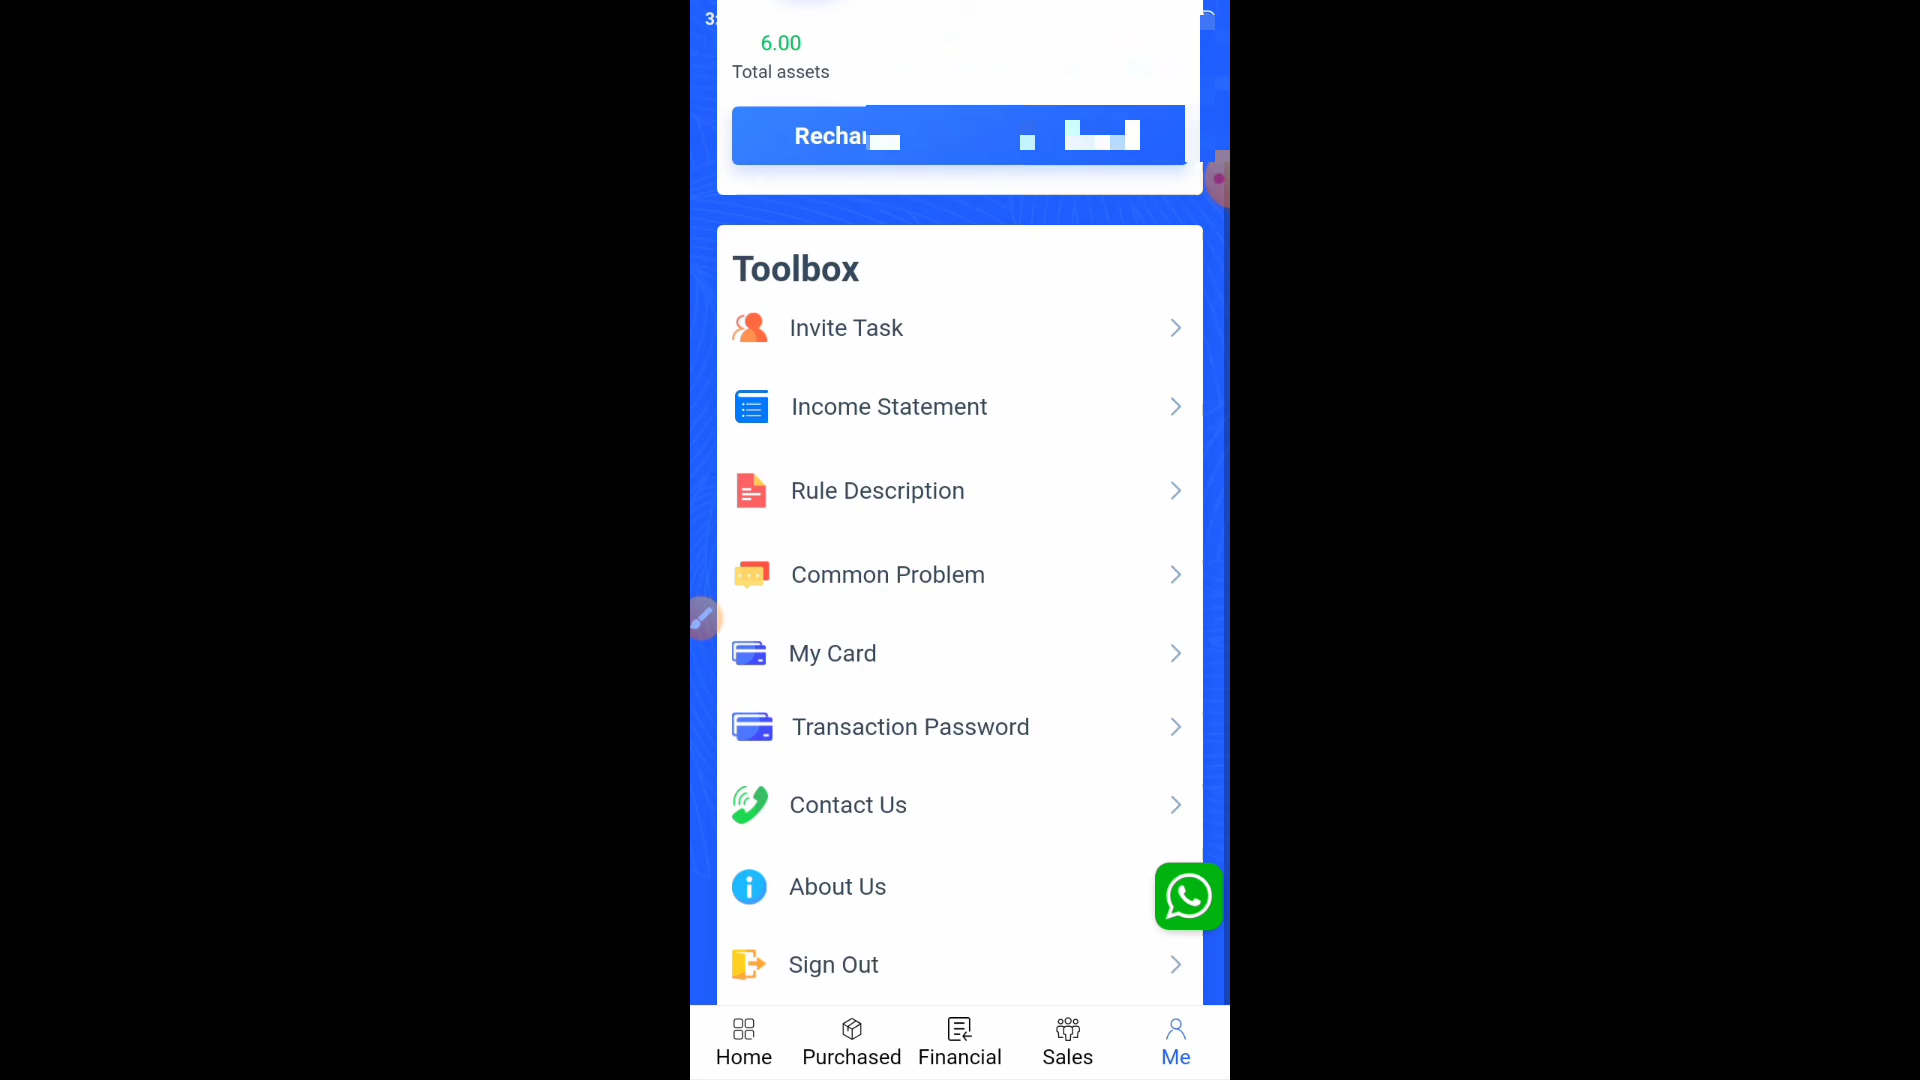 6.00
Total assets
Toolbox
Invite Task
Income Statement
Rule Description
Common Problem
My Card
Transaction Password
Contact Us
About Us
Sign Out
Home Purchased Financial Sales Me